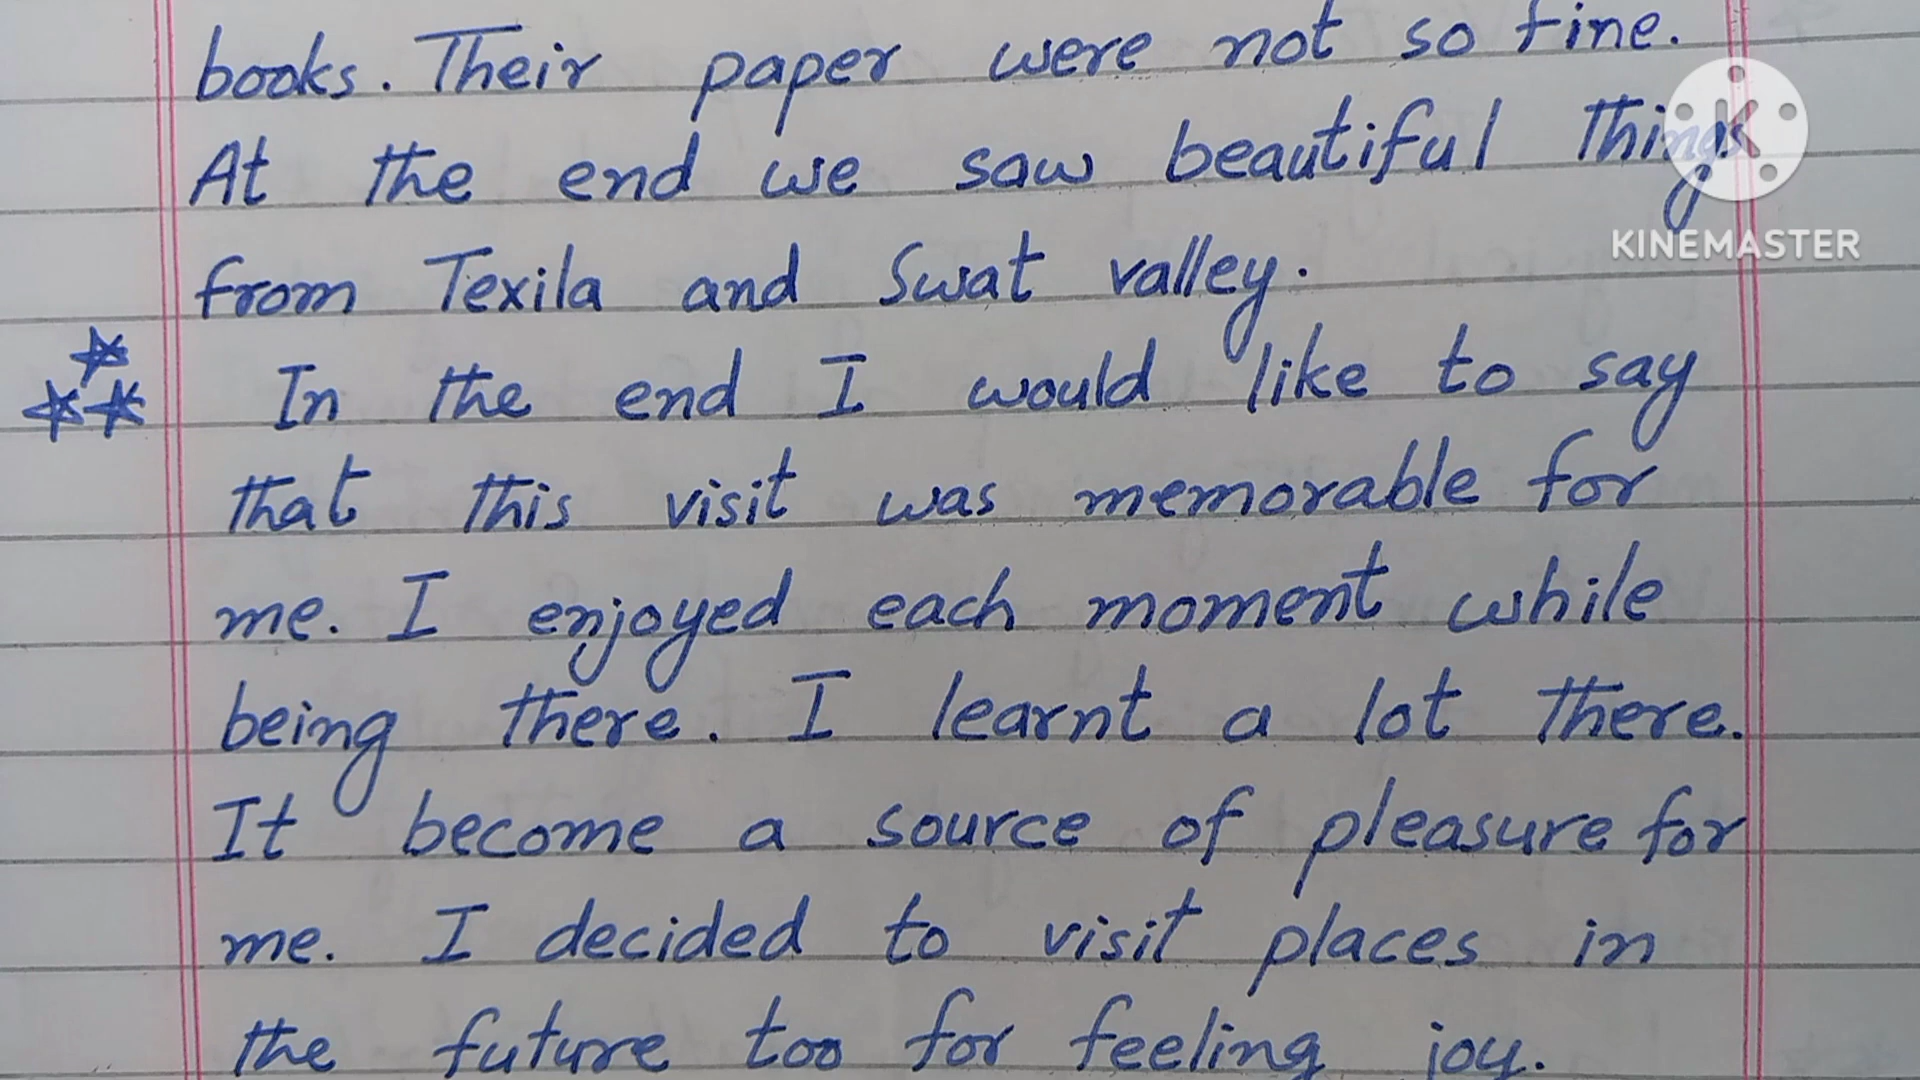 books. Their paper were not so fine.
At the end we saw beautiful things
from Texila and Swat valley.
In the end I would like to say
that this visit was memorable for
me. I enjoyed each moment while
being there. I learnt a lot there.
It become a source of pleasure for
me. I decided to visit places in
the future too for feeling joy.
KINEMASTER